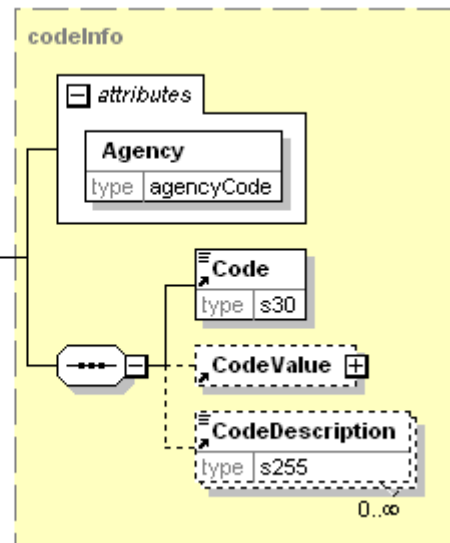 codeInfo
attributes
Agency
type agencyCode
Code
type s30
CodeValue
type s255
CodeDescription
0..∞